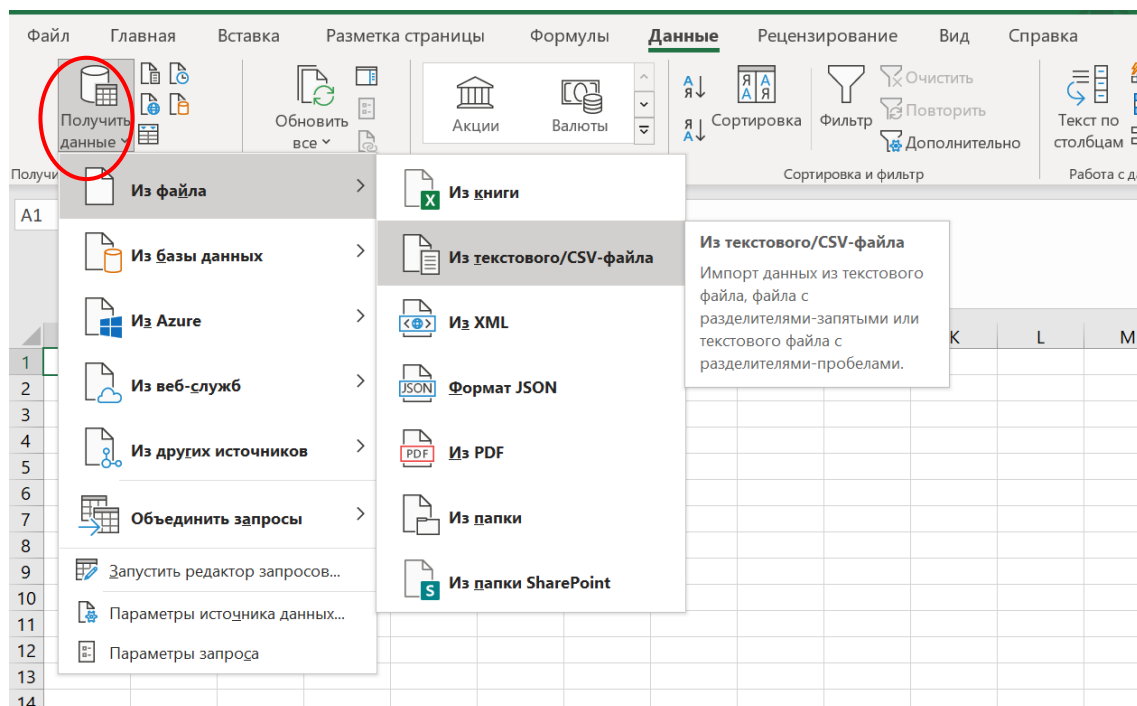 Файл Главная Вставка Разметка страницы Формулы Данные Рецензирование Вид Справка
Получить
данные
Обновить
все
Акции
Валюты
А
Я
Я
А
Я А
А Я
Сортировка
Фильтр
Очистить
Повторить
Дополнительно
Текст по
столбцам
Получи
Сортировка и фильтр
Работа с д
A1
Из файла
Из базы данных
Из Azure
Из веб-служб
Из других источников
Объединить запросы
Запустить редактор запросов...
Параметры источника данных...
Параметры запроса
X
Из книги
Из текстового/CSV-файла
Из XML
JSON
Формат JSON
PDF
Из PDF
Из папки
S
Из папки SharePoint
Из текстового/CSV-файла
Импорт данных из текстового
файла, файла с
разделителями-запятыми или
текстового файла с
разделителями-пробелами.
K L M
1
2
3
4
5
6
7
8
9
10
11
12
13
14